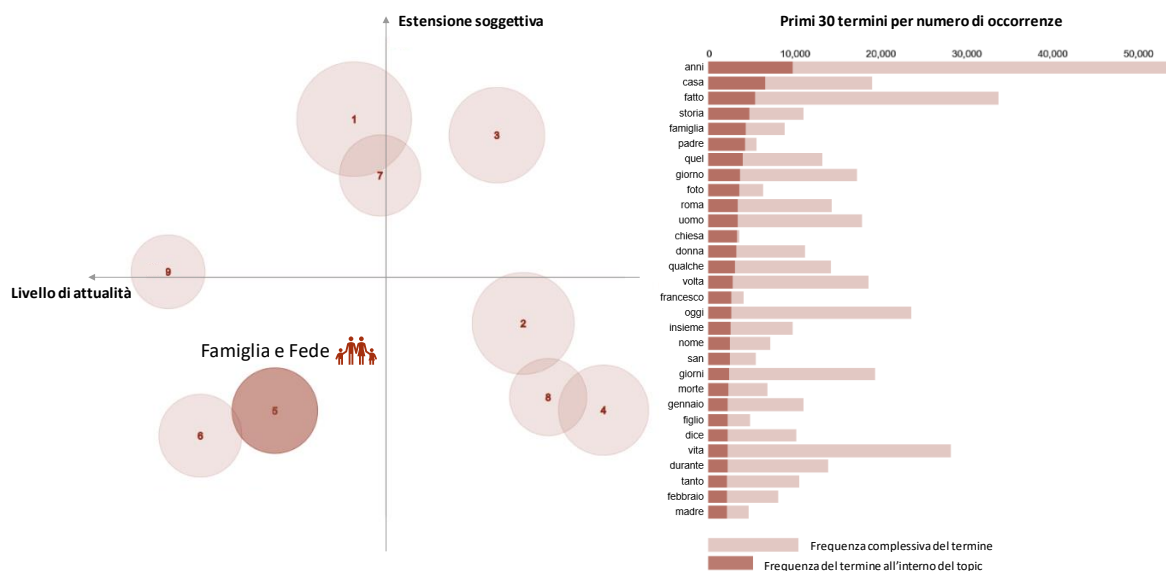 Estensione soggettiva
Livello di attualità
Famiglia e Fede
1
3
7
9
2
8
4
5
6
Primi 30 termini per numero di occorrenze
0 10,000 20,000 30,000 40,000 50,000
anni
casa
fatto
storia
famiglia
padre
quel
giorno
foto
roma
uomo
chiesa
donna
qualche
volta
francesco
oggi
insieme
nome
san
giorni
morte
gennaio
figlio
dice
vita
durante
tanto
febbraio
madre
Frequenza complessiva del termine
Frequenza del termine all'interno del topic